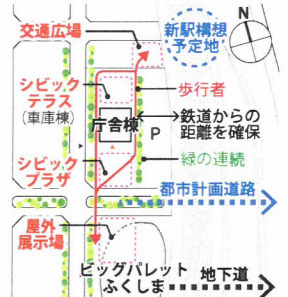 交通広場
新駅構想
予定地
N
シビック
テラス
(車庫棟)
歩行者
庁舎棟
P
鉄道からの
距離を確保
シビック
プラザ
緑の連続
都市計画道路
屋外
展示場
ビッグパレット
ふくしま
地下道